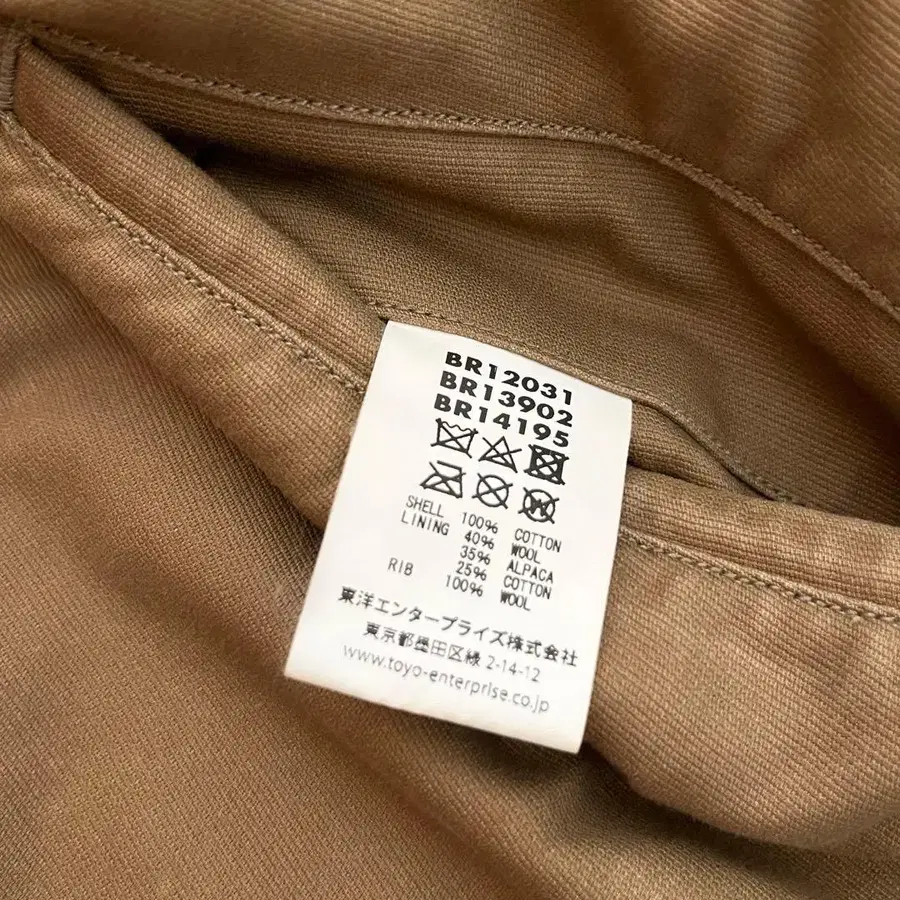 BR12031
BR13902
BR14195
SHELL 100% COTTON
LINING 40% WOOL
35% ALPACA
25% COTTON
RIB 100% WOOL
東洋エンタープライズ株式会社
東京都墨田区緑 2-14-12
www.toyo-enterprise.co.jp